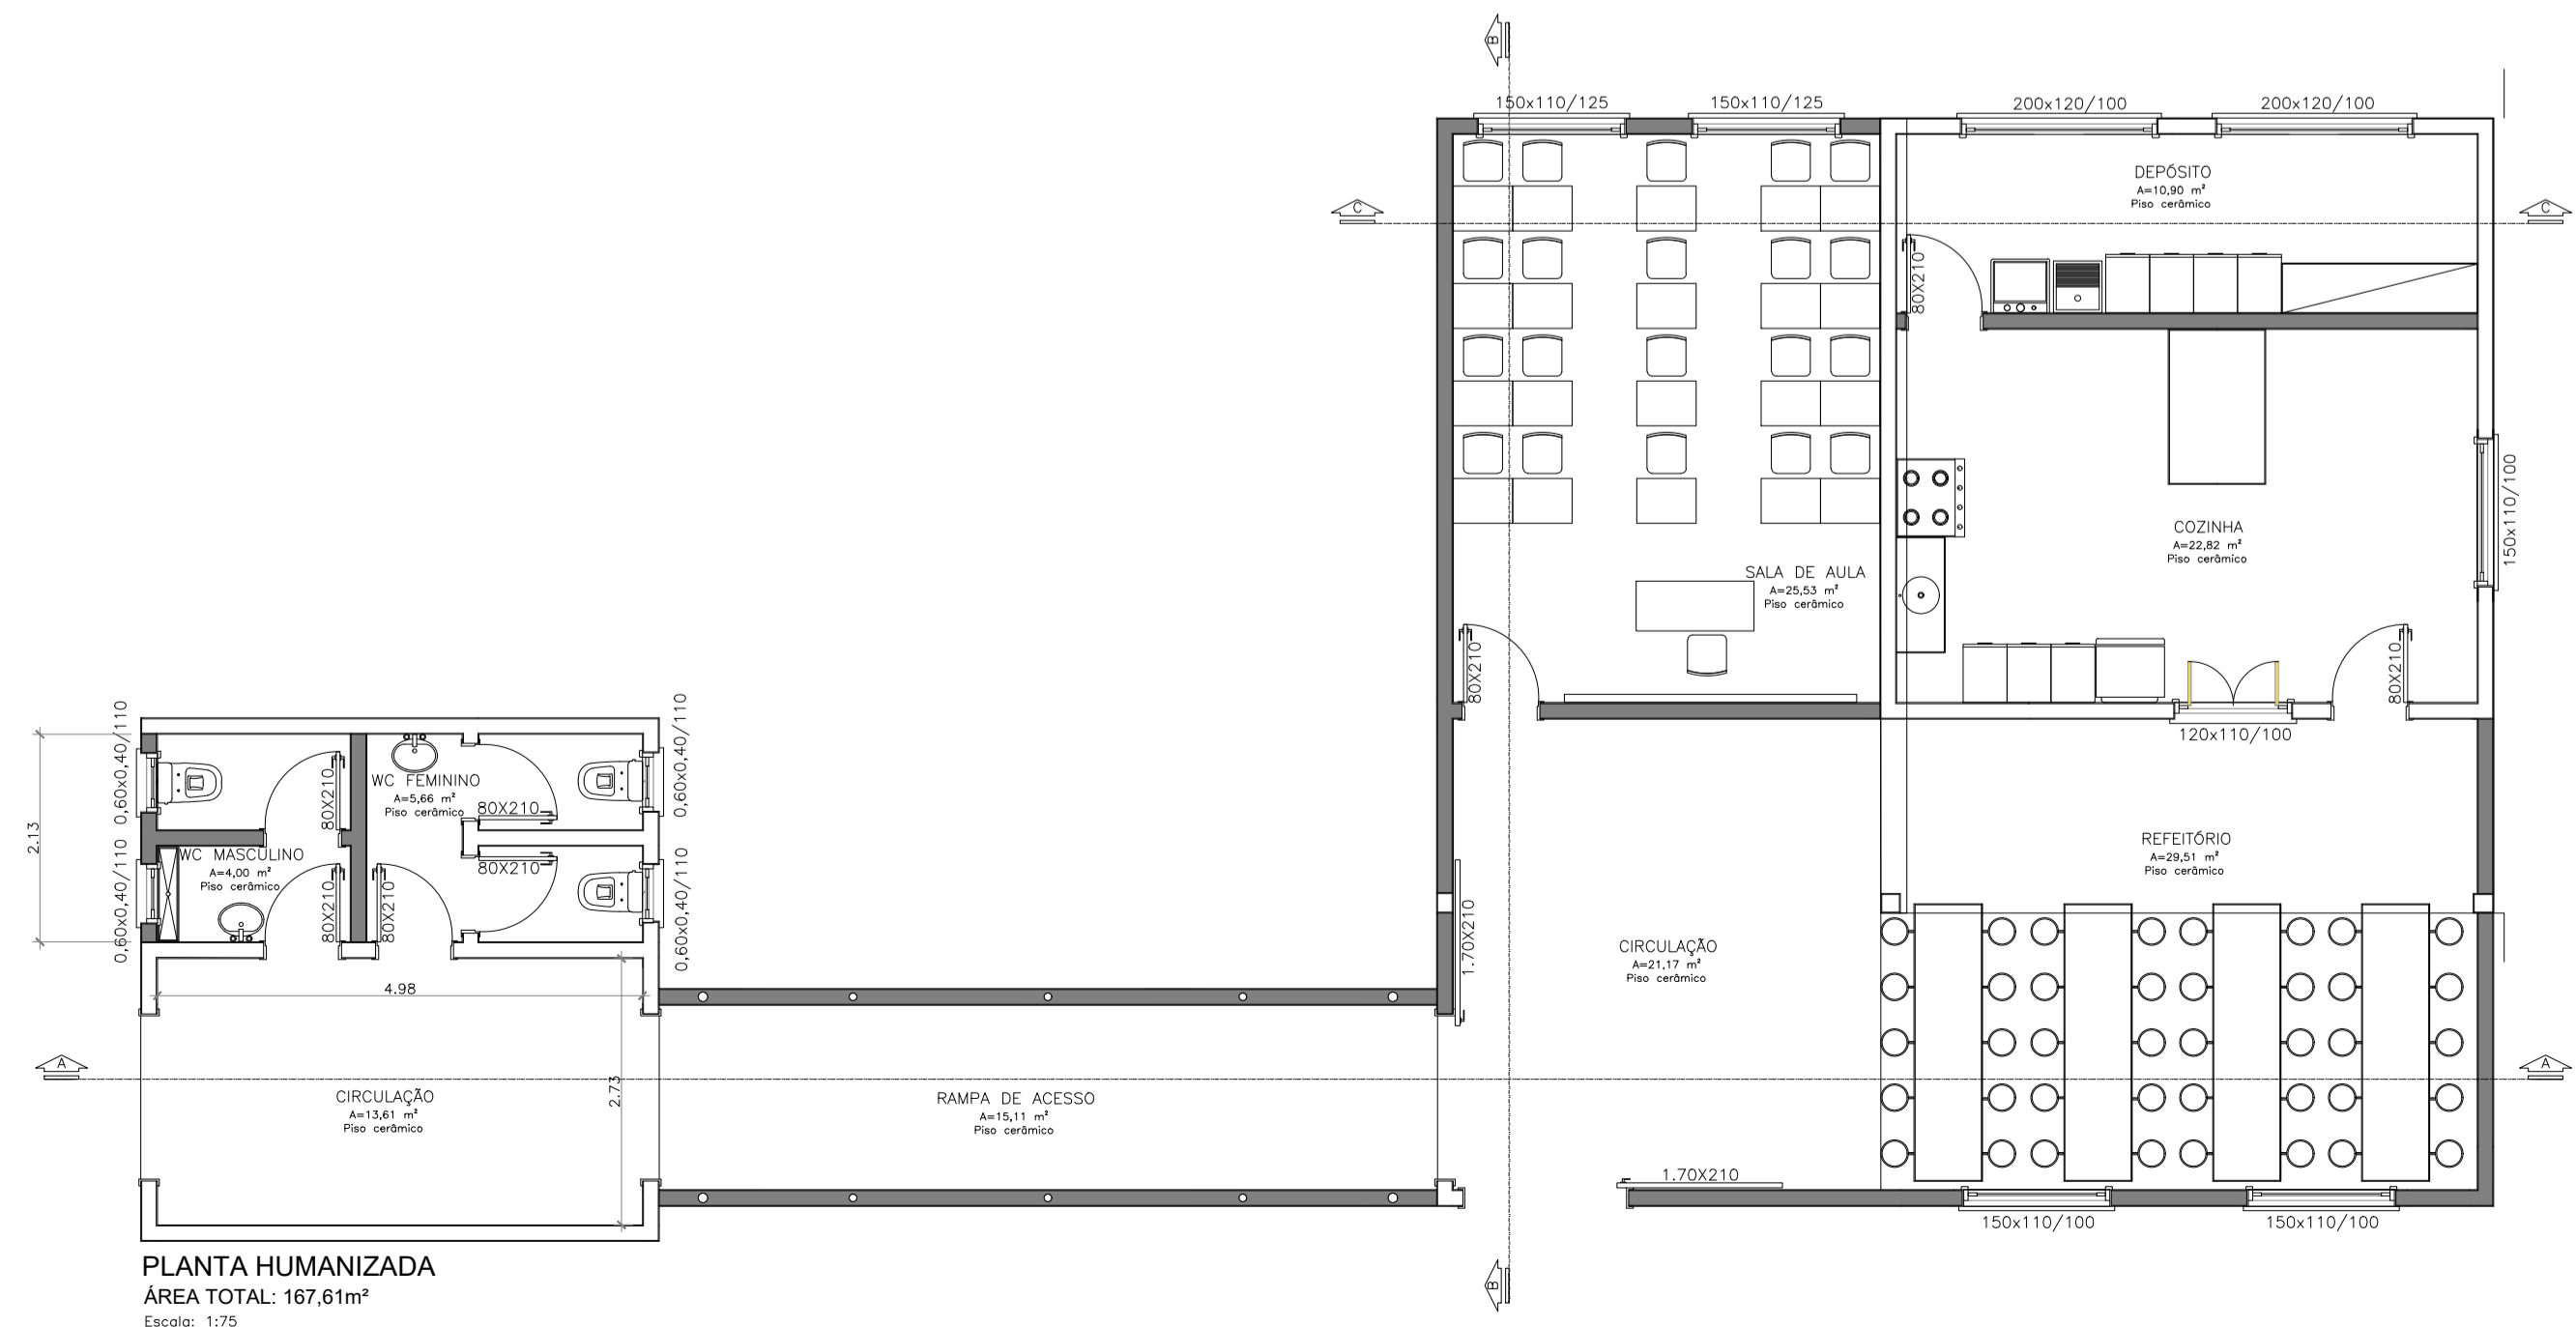 B
150x110/125
150x110/125
200x120/100
200x120/100
DEPÓSITO
A=10,90 m²
Piso cerâmico
C
C
80X210
COZINHA
A=22,82 m²
Piso cerâmico
150x110/100
SALA DE AULA
A=25,53 m²
Piso cerâmico
80X210
80X210
120x110/100
0,60x0,40/110
0,60x0,40/110
2.13
80X210
WC FEMININO
A=5,66 m²
Piso cerâmico
80X210
WC MASCULINO
A=4,00 m²
Piso cerâmico
80X210
0,60x0,40/110
80X210
80X210
0,60x0,40/110
REFEITÓRIO
A=29,51 m²
Piso cerâmico
1.70X210
CIRCULAÇÃO
A=21,17 m²
Piso cerâmico
4.98
A
A
2.73
CIRCULAÇÃO
A=13,61 m²
Piso cerâmico
RAMPA DE ACESSO
A=15,11 m²
Piso cerâmico
1.70X210
150x110/100
150x110/100
B
PLANTA HUMANIZADA
ÁREA TOTAL: 167,61m²
Escala: 1:75